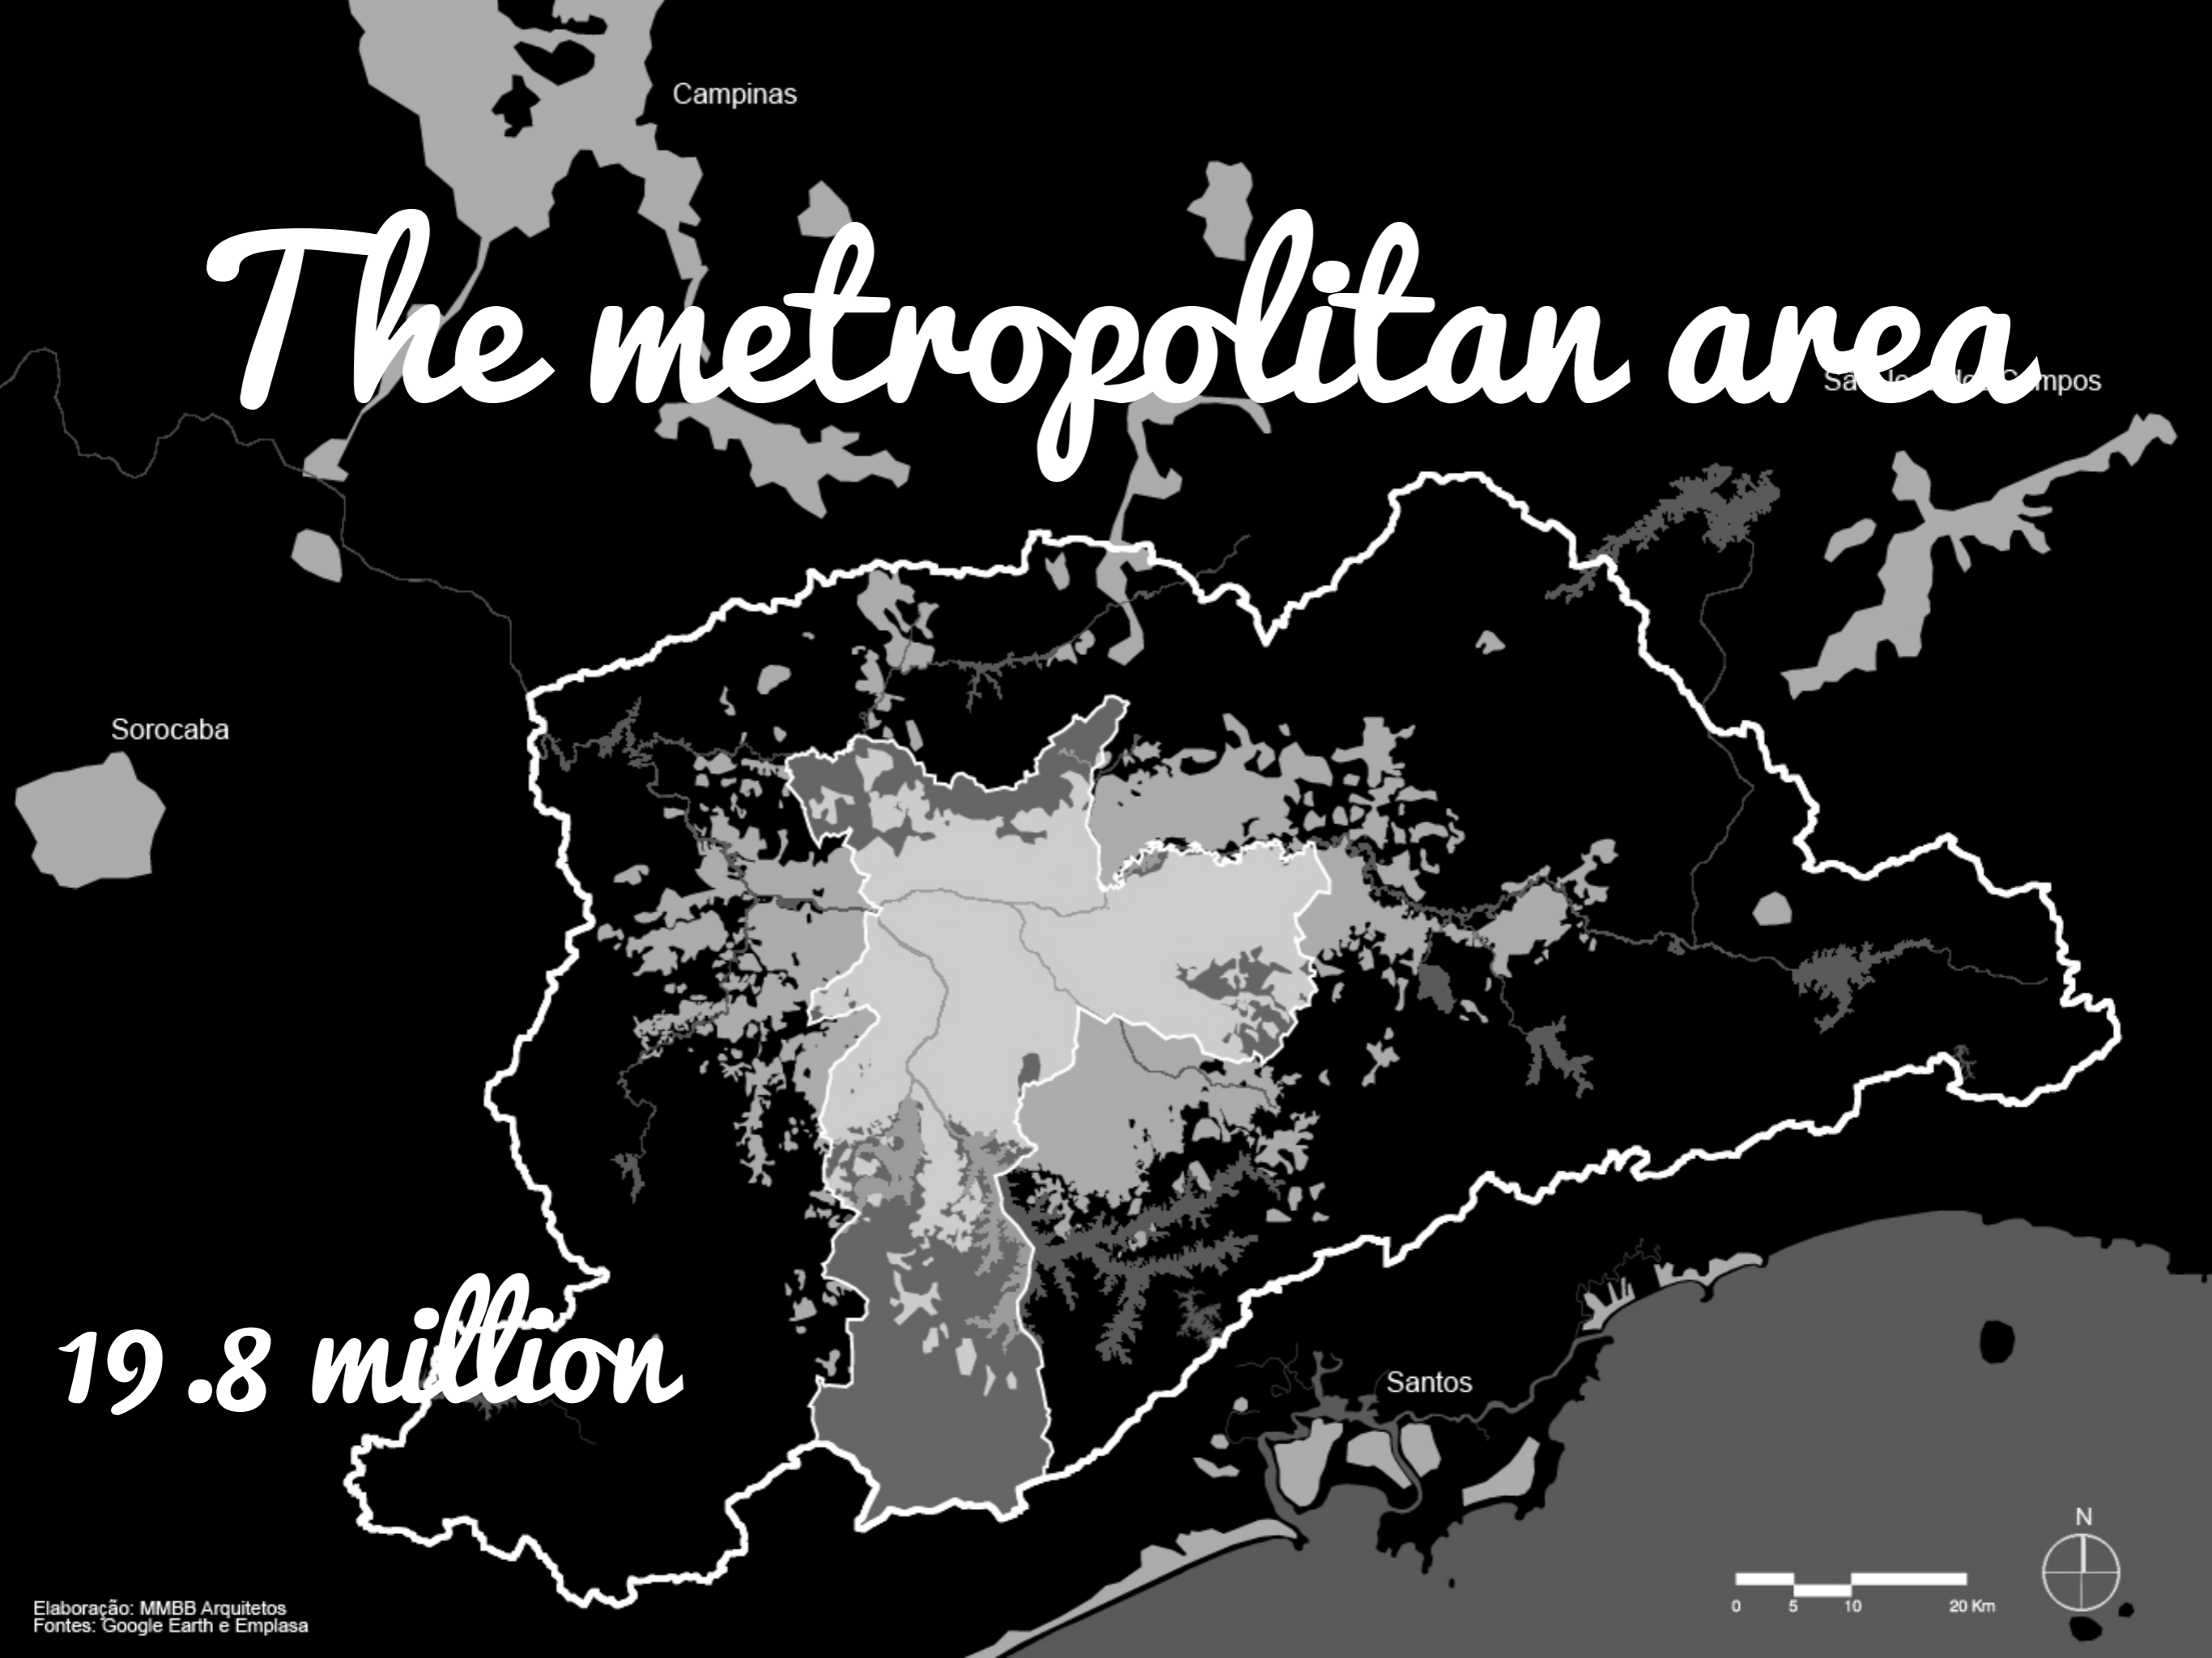 Campinas
The metropolitan area
Sorocaba
19.8 million
Santos
N
0 5 10 20 Km
Elaboração: MMBB Arquitetos
Fontes: Google Earth e Emplasa